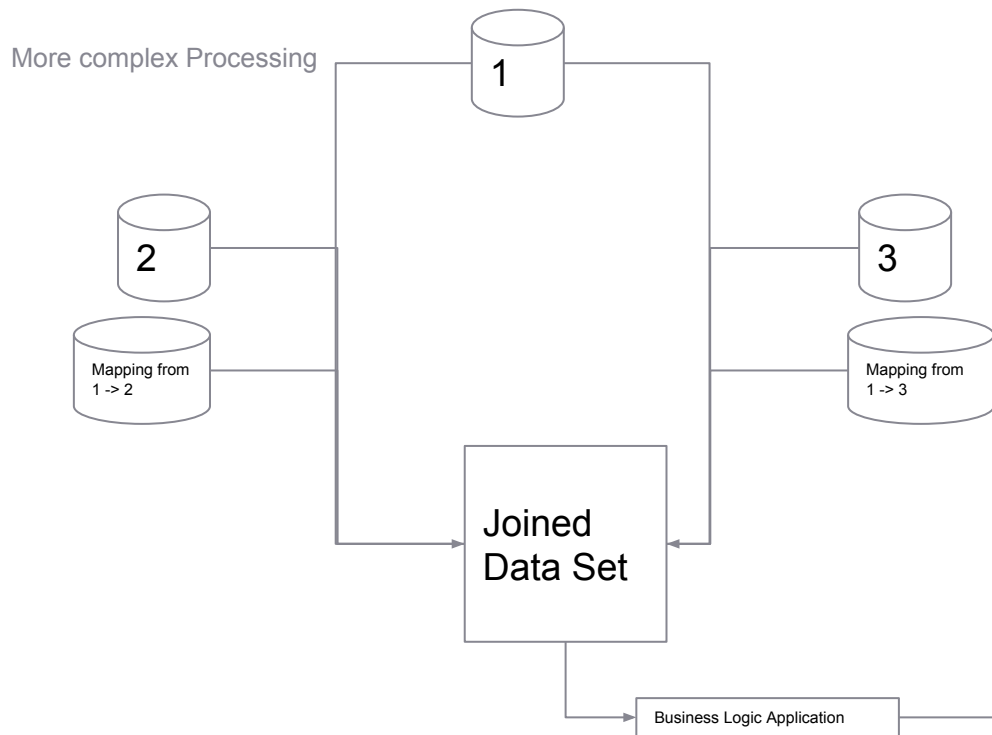 More complex Processing
1
2
3
Mapping from
1 -> 2
Mapping from
1 -> 3
Joined
Data Set
Business Logic Application